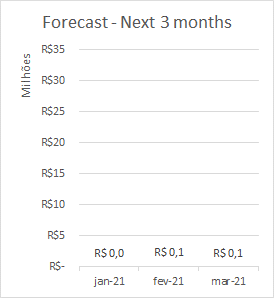 Forecast - Next 3 months
Milhões
R$35
R$30
R$25
R$20
R$15
R$10
R$5
R$-
R$ 0,0
R$ 0,1
R$ 0,1
jan-21
fev-21
mar-21